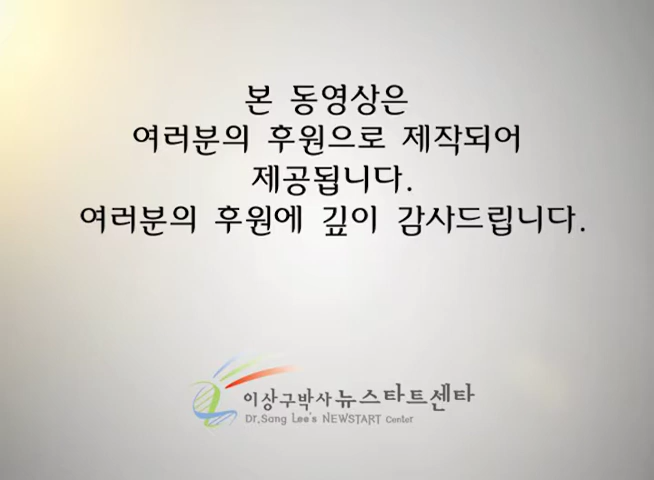 본 동영상은
여러분의 후원으로 제작되어
제공됩니다.
여러분의 후원에 깊이 감사드립니다.
이상구박사뉴스타트센타
Dr.Sang Lee's NEWSTART Center